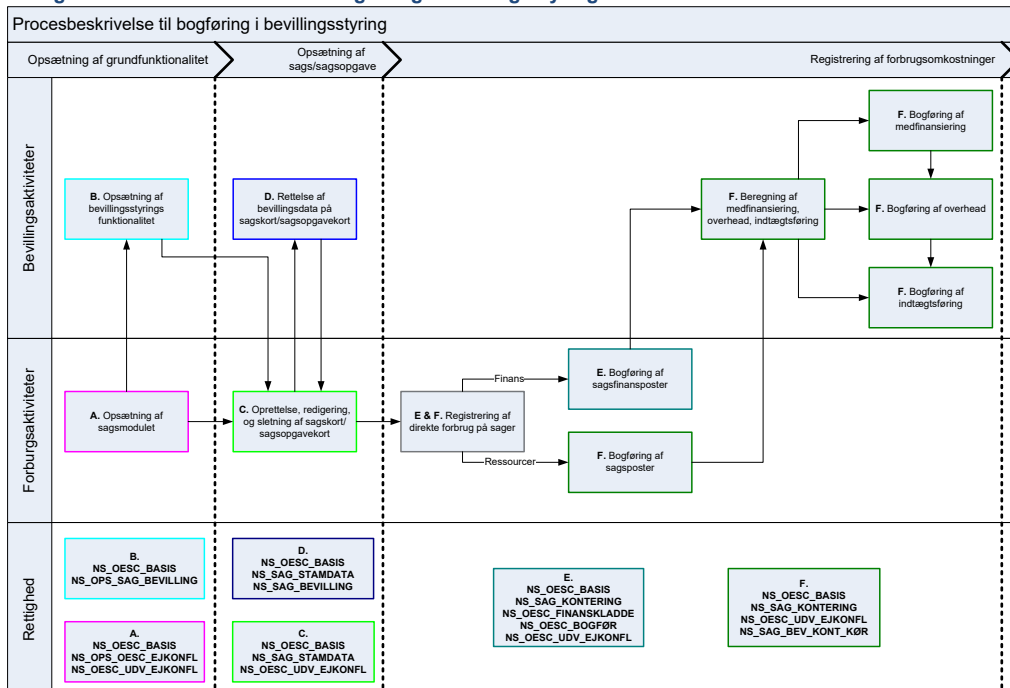 Procesbeskrivelse til bogføring i bevillingsstyring
Opsætning af grundfunktionalitet
Opsætning af
sags/sagsopgave
Registrering af forbrugsomkostninger
Bevillingsaktiviteter
B. Opsætning af
bevillingsstyrings
funktionalitet
D. Rettelse af
bevillingsdata på
sagskort/sagsopgavekort
F. Beregning af
medfinansiering,
overhead, indtægtsføring
F. Bogføring af
medfinansiering
F. Bogføring af overhead
F. Bogføring af
indtægtsføring
Forburgsaktiviteter
A. Opsætning af
sagsmodulet
C. Oprettelse, redigering,
og sletning af sagskort/
sagsopgavekort
E & F. Registrering af
direkte forbrug på sager
Finans
Ressourcer
E. Bogføring af
sagsfinansposter
F. Bogføring af
sagsposter
Rettighed
B.
NS_OESC_BASIS
NS_OPS_SAG_BEVILLING
A.
NS_OESC_BASIS
NS_OPS_OESC_EJKONFL
NS_OESC_UDV_EJKONFL
D.
NS_OESC_BASIS
NS_SAG_STAMDATA
NS_SAG_BEVILLING
C.
NS_OESC_BASIS
NS_SAG_STAMDATA
NS_OESC_UDV_EJKONFL
E.
NS_OESC_BASIS
NS_SAG_KONTERING
NS_OESC_FINANSKLADDE
NS_OESC_BOGFØR
NS_OESC_UDV_EJKONFL
F.
NS_OESC_BASIS
NS_SAG_KONTERING
NS_OESC_UDV_EJKONFL
NS_SAG_BEV_KONT_KØR